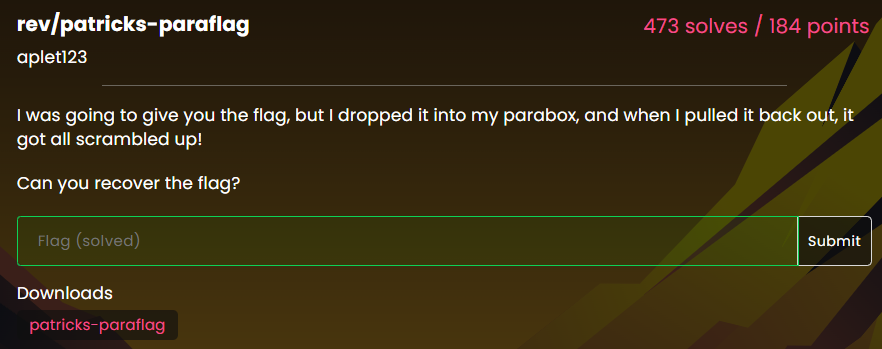 rev/patricks-paraflag
473 solves / 184 points
aplet123
I was going to give you the flag, but I dropped it into my parabox, and when I pulled it back out, it
got all scrambled up!
Can you recover the flag?
Flag (solved)
Submit
Downloads
patricks-paraflag